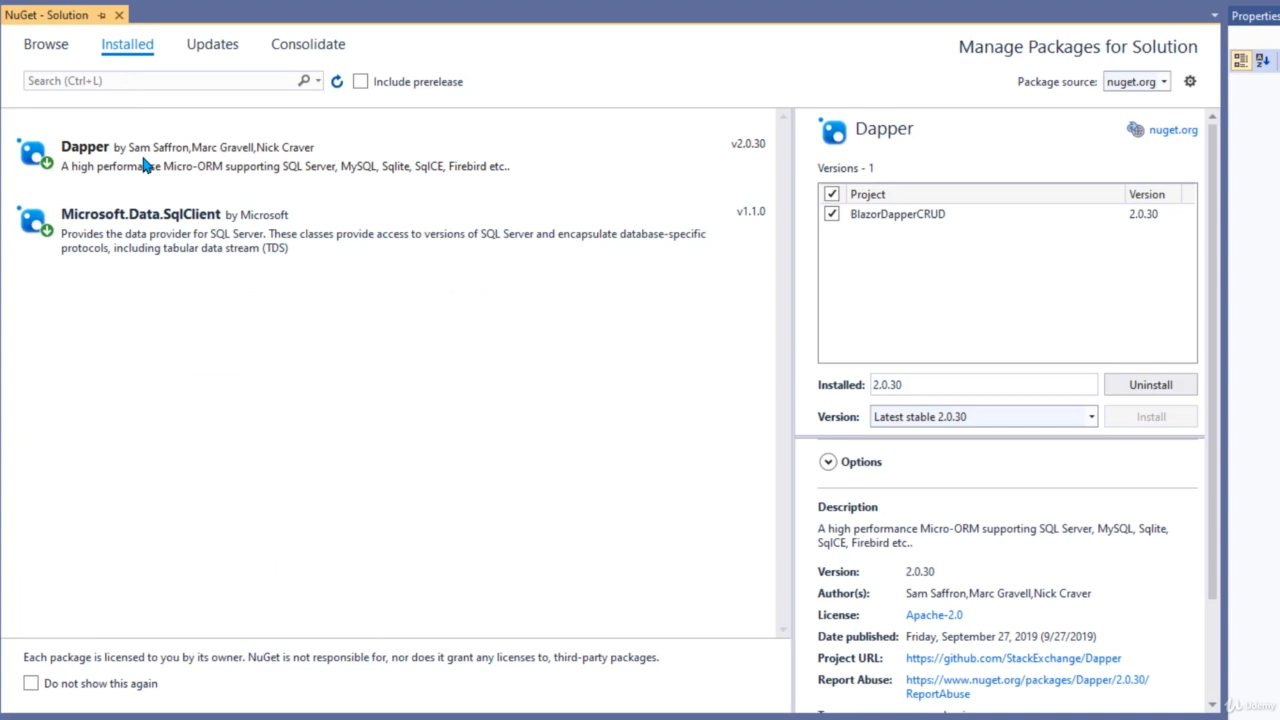 NuGet - Solution
Properties
Browse Installed Updates Consolidate
Manage Packages for Solution
Search (Ctrl+L)
Include prerelease
Package source: nuget.org
Dapper by Sam Saffron,Marc Gravell,Nick Craver v2.0.30
A high performance Micro-ORM supporting SQL Server, MySQL, Sqlite, SqlCE, Firebird etc..
Microsoft.Data.SqlClient by Microsoft v1.1.0
Provides the data provider for SQL Server. These classes provide access to versions of SQL Server and encapsulate database-specific
protocols, including tabular data stream (TDS)
Each package is licensed to you by its owner. NuGet is not responsible for, nor does it grant any licenses to, third-party packages.
Do not show this again
Dapper nuget.org
Versions - 1
Project Version
BlazorDapperCRUD 2.0.30
Installed: 2.0.30 Uninstall
Version: Latest stable 2.0.30 Install
Options
Description
A high performance Micro-ORM supporting SQL Server, MySQL, Sqlite,
SqlCE, Firebird etc..
Version: 2.0.30
Author(s): Sam Saffron,Marc Gravell,Nick Craver
License: Apache-2.0
Date published: Friday, September 27, 2019 (9/27/2019)
Project URL: https://github.com/StackExchange/Dapper
Report Abuse: https://www.nuget.org/packages/Dapper/2.0.30/
ReportAbuse
Udemy